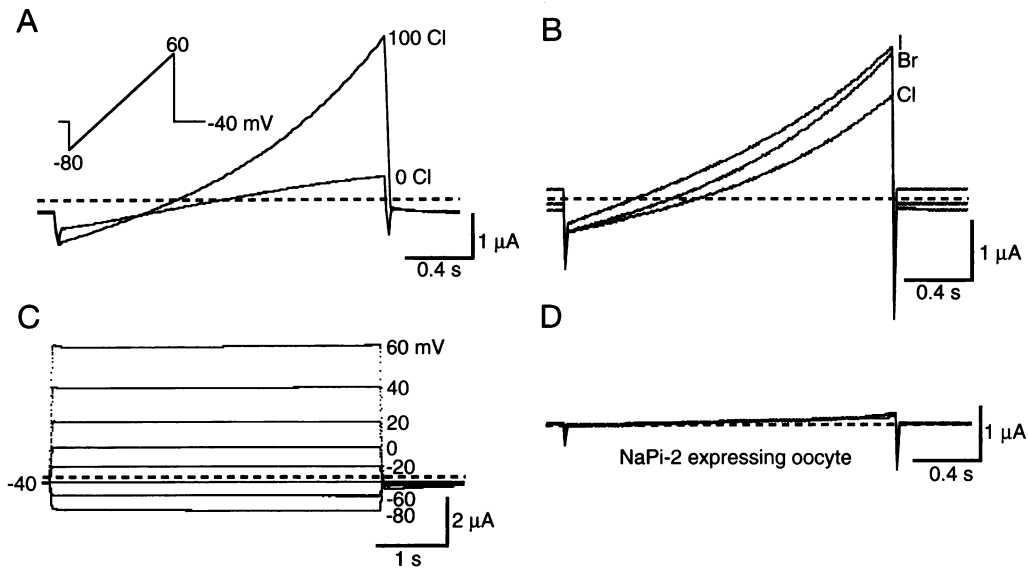 A
60
-40 mV
-80
100 Cl
0 Cl
1 µA
0.4 s
B
I
Br
Cl
1 µA
0.4 s
C
60 mV
40
20
0
-20
-40
-60
-80
2 µA
1 s
D
NaPi-2 expressing oocyte
1 µA
0.4 s